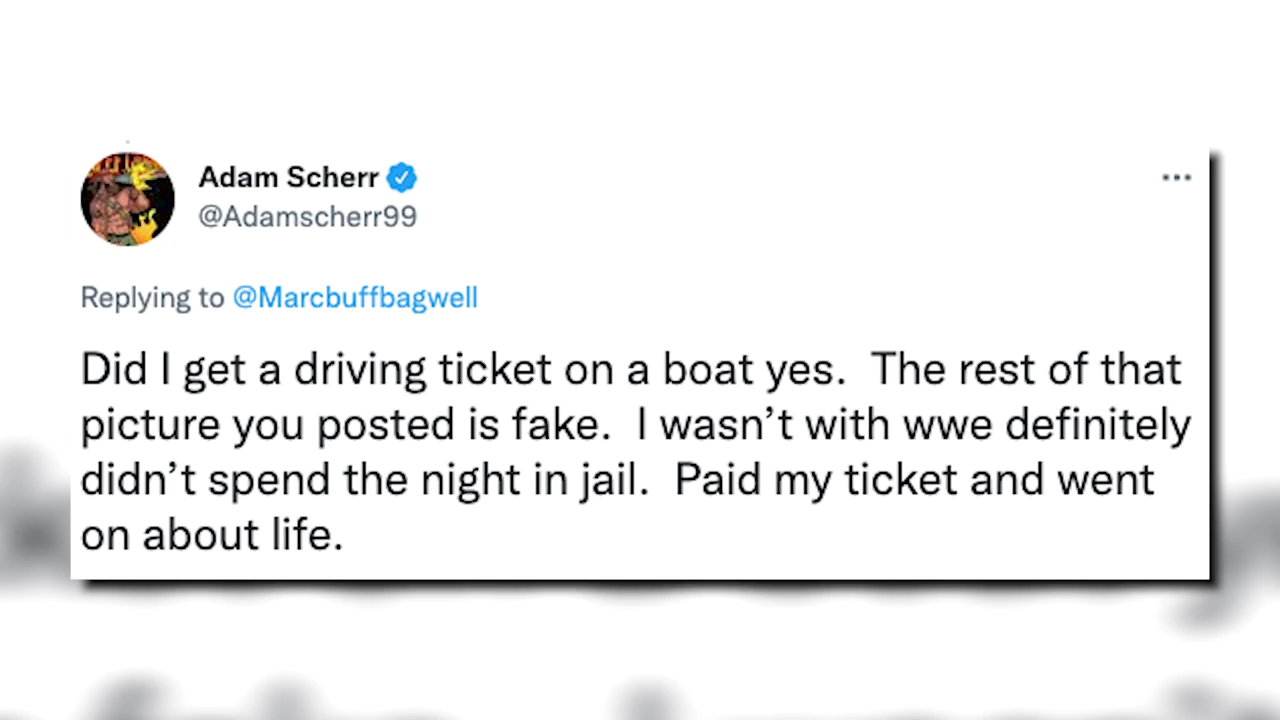 Adam Scherr
@Adamscherr99
Replying to @Marcbuffbagwell
Did I get a driving ticket on a boat yes.  The rest of that
picture you posted is fake.  I wasn’t with wwe definitely
didn’t spend the night in jail.  Paid my ticket and went
on about life.